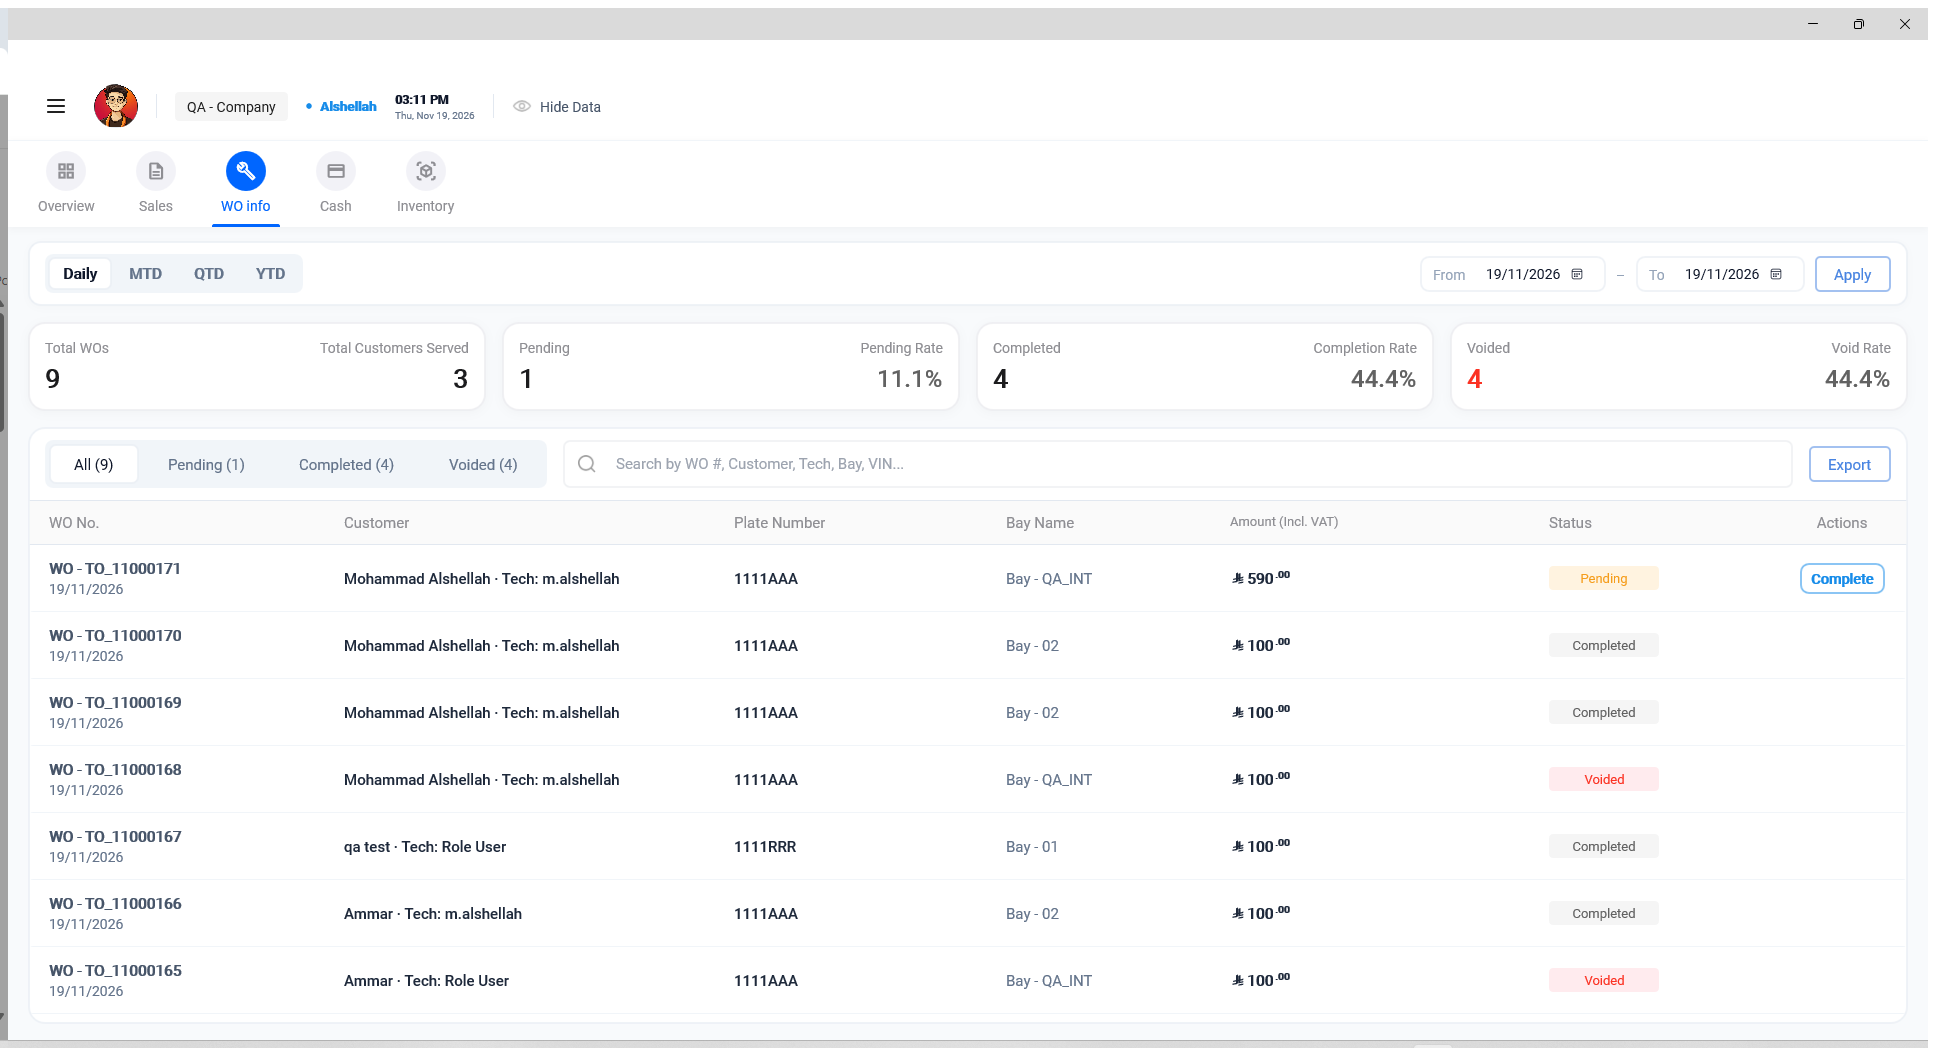 QA - Company
• Alshellah
03:11 PM
Thu, Nov 19, 2026
Hide Data
Overview
Sales
WO info
Cash
Inventory
Daily MTD QTD YTD
From 19/11/2026 – To 19/11/2026 Apply
Total WOs Total Customers Served
9 3
Pending Pending Rate
1 11.1%
Completed Completion Rate
4 44.4%
Voided Void Rate
4 44.4%
All (9) Pending (1) Completed (4) Voided (4)
Search by WO #, Customer, Tech, Bay, VIN...
Export
WO No. Customer Plate Number Bay Name Amount (Incl. VAT) Status Actions
WO - TO_11000171
19/11/2026
Mohammad Alshellah · Tech: m.alshellah 1111AAA Bay - QA_INT 590.00 Pending Complete
WO - TO_11000170
19/11/2026
Mohammad Alshellah · Tech: m.alshellah 1111AAA Bay - 02 100.00 Completed
WO - TO_11000169
19/11/2026
Mohammad Alshellah · Tech: m.alshellah 1111AAA Bay - 02 100.00 Completed
WO - TO_11000168
19/11/2026
Mohammad Alshellah · Tech: m.alshellah 1111AAA Bay - QA_INT 100.00 Voided
WO - TO_11000167
19/11/2026
qa test · Tech: Role User 1111RRR Bay - 01 100.00 Completed
WO - TO_11000166
19/11/2026
Ammar · Tech: m.alshellah 1111AAA Bay - 02 100.00 Completed
WO - TO_11000165
19/11/2026
Ammar · Tech: Role User 1111AAA Bay - QA_INT 100.00 Voided